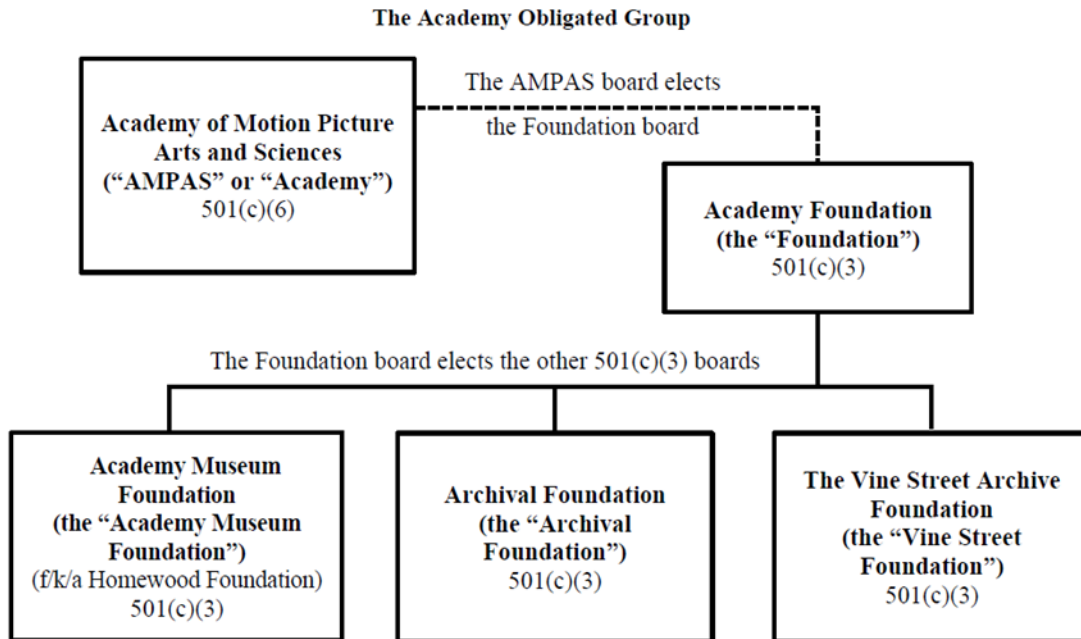 The Academy Obligated Group
The AMPAS board elects
the Foundation board
Academy of Motion Picture
Arts and Sciences
(“AMPAS” or “Academy”)
501(c)(6)
Academy Foundation
(the “Foundation”)
501(c)(3)
The Foundation board elects the other 501(c)(3) boards
Academy Museum
Foundation
(the “Academy Museum
Foundation”)
(f/k/a Homewood Foundation)
501(c)(3)
Archival Foundation
(the “Archival
Foundation”)
501(c)(3)
The Vine Street Archive
Foundation
(the “Vine Street
Foundation”)
501(c)(3)